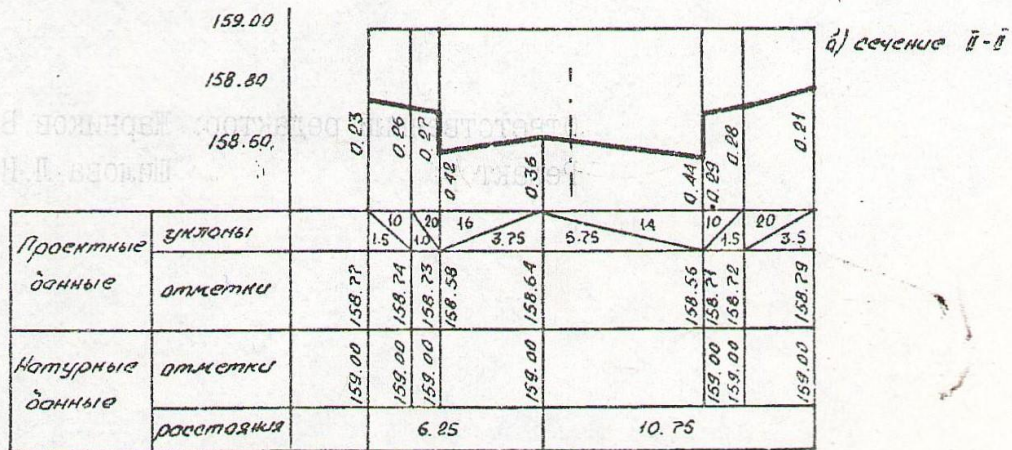 159.00
158.80
158.60
б) сечение II-II
0.23 0.26 0.27 0.42 0.36 0.44 0.29 0.28 0.21
Проектные данные
уклоны
10 20 16 14 10 20
1.5 1.0 3.75 5.75 1.5 3.5
отметки
158.77 158.74 158.73 158.58 158.64 158.56 158.71 158.72 158.79
Натурные данные
отметки
159.00 159.00 159.00 159.00 159.00 159.00 159.00
расстояния
6.25 10.75